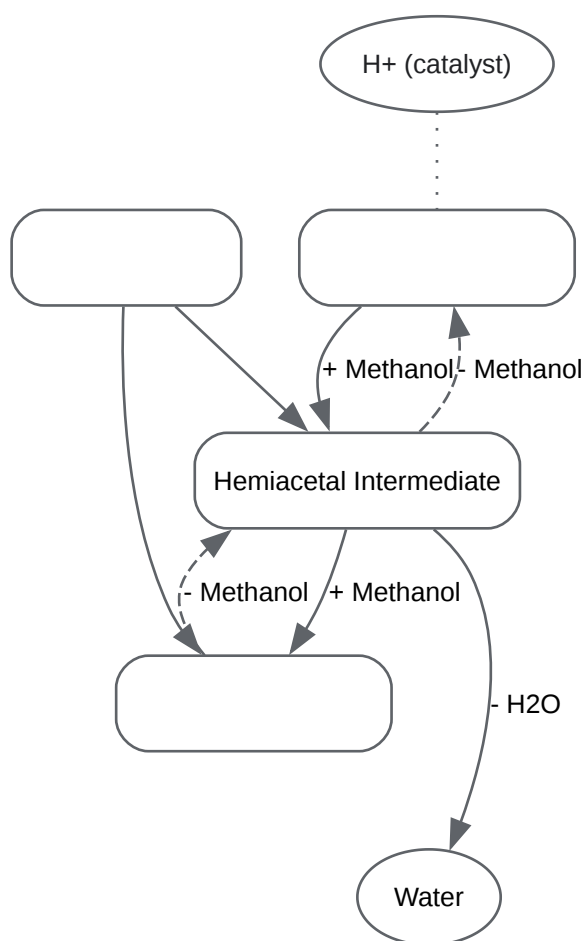 H+ (catalyst)
+ Methanol
- Methanol
Hemiacetal Intermediate
- Methanol
+ Methanol
- H2O
Water